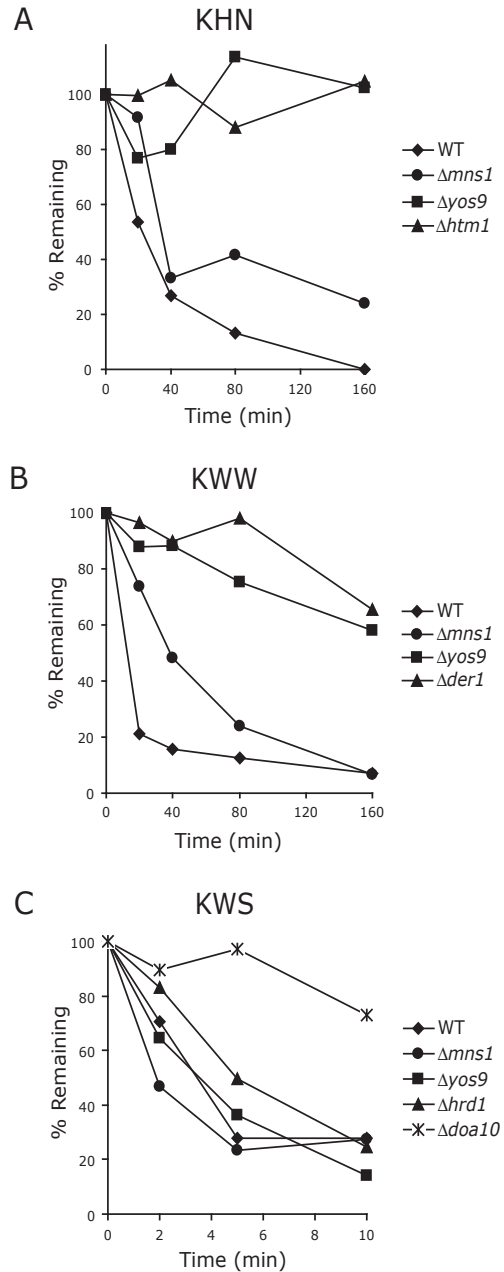 A
KHN
100
80
60
40
20
0
% Remaining
0 40 80 120 160
Time (min)
WT
Δmns1
Δyos9
Δhtm1
B
KWW
100
80
60
40
20
0
% Remaining
0 40 80 120 160
Time (min)
WT
Δmns1
Δyos9
Δder1
C
KWS
100
80
60
40
20
0
% Remaining
0 2 4 6 8 10
Time (min)
WT
Δmns1
Δyos9
Δhrd1
Δdoa10